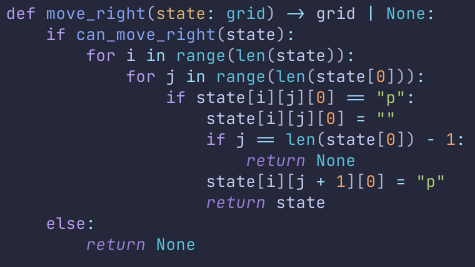 def move_right(state: grid) -> grid | None:
    if can_move_right(state):
        for i in range(len(state)):
            for j in range(len(state[0])):
                if state[i][j][0] == "p":
                    state[i][j][0] = ""
                    if j == len(state[0]) - 1:
                        return None
                    state[i][j + 1][0] = "p"
                    return state
    else:
        return None